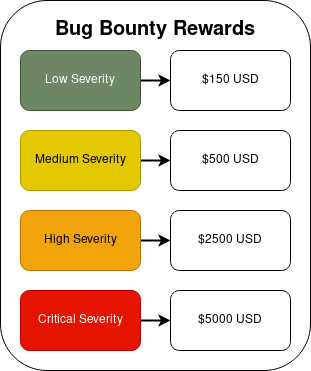 Bug Bounty Rewards
Low Severity
$150 USD
Medium Severity
$500 USD
High Severity
$2500 USD
Critical Severity
$5000 USD